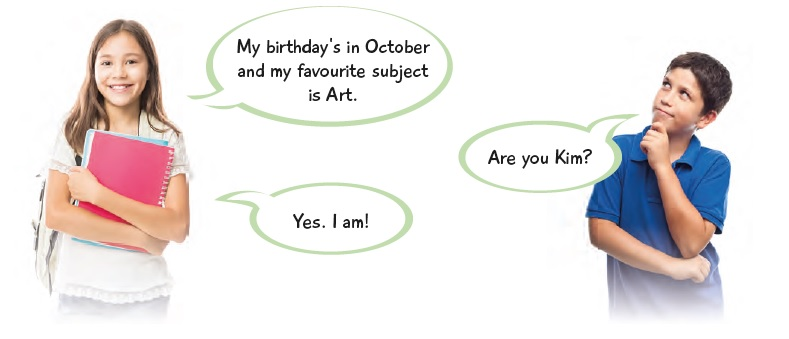 My birthday's in October
and my favourite subject
is Art.
Are you Kim?
Yes. I am!